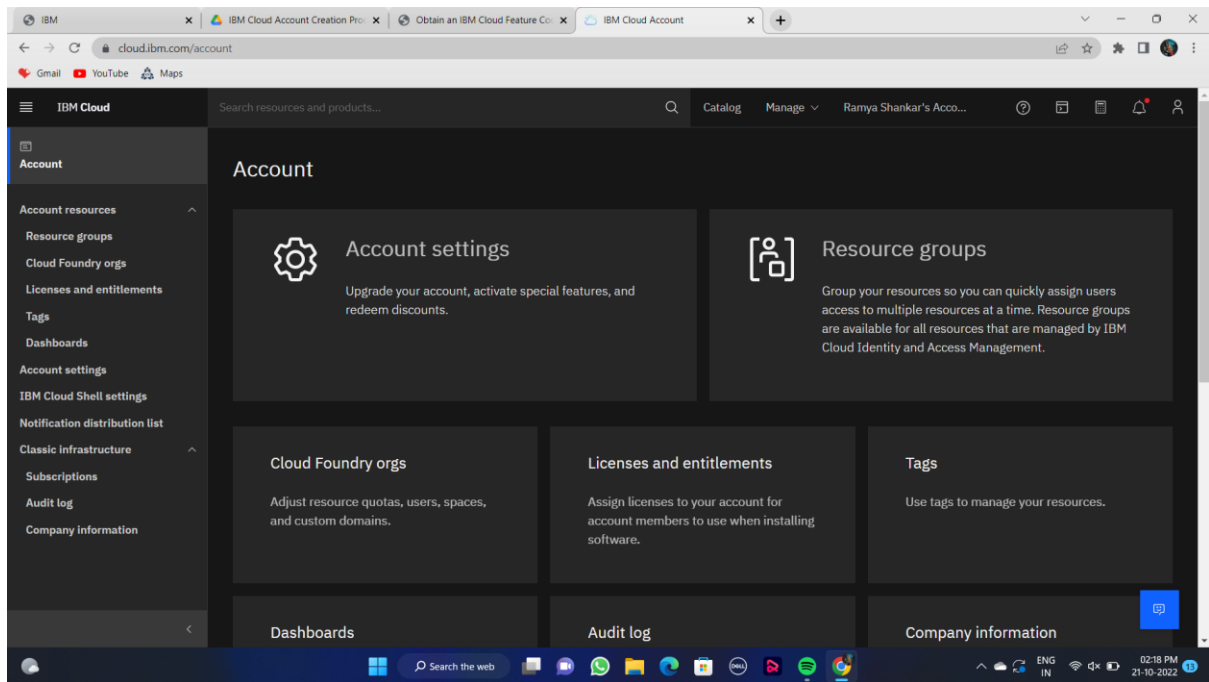 IBM
IBM Cloud Account Creation Pro
Obtain an IBM Cloud Feature Co
IBM Cloud Account
cloud.ibm.com/account
Gmail YouTube Maps
IBM Cloud
Search resources and products...
Catalog
Manage
Ramya Shankar's Acco...
Account
Account resources
Resource groups
Cloud Foundry orgs
Licenses and entitlements
Tags
Dashboards
Account settings
IBM Cloud Shell settings
Notification distribution list
Classic infrastructure
Subscriptions
Audit log
Company information
Account
Account settings
Upgrade your account, activate special features, and
redeem discounts.
Resource groups
Group your resources so you can quickly assign users
access to multiple resources at a time. Resource groups
are available for all resources that are managed by IBM
Cloud Identity and Access Management.
Cloud Foundry orgs
Adjust resource quotas, users, spaces,
and custom domains.
Licenses and entitlements
Assign licenses to your account for
account members to use when installing
software.
Tags
Use tags to manage your resources.
Dashboards
Audit log
Company information
Search the web
DELL
ENG
IN
02:18 PM
21-10-2022
13